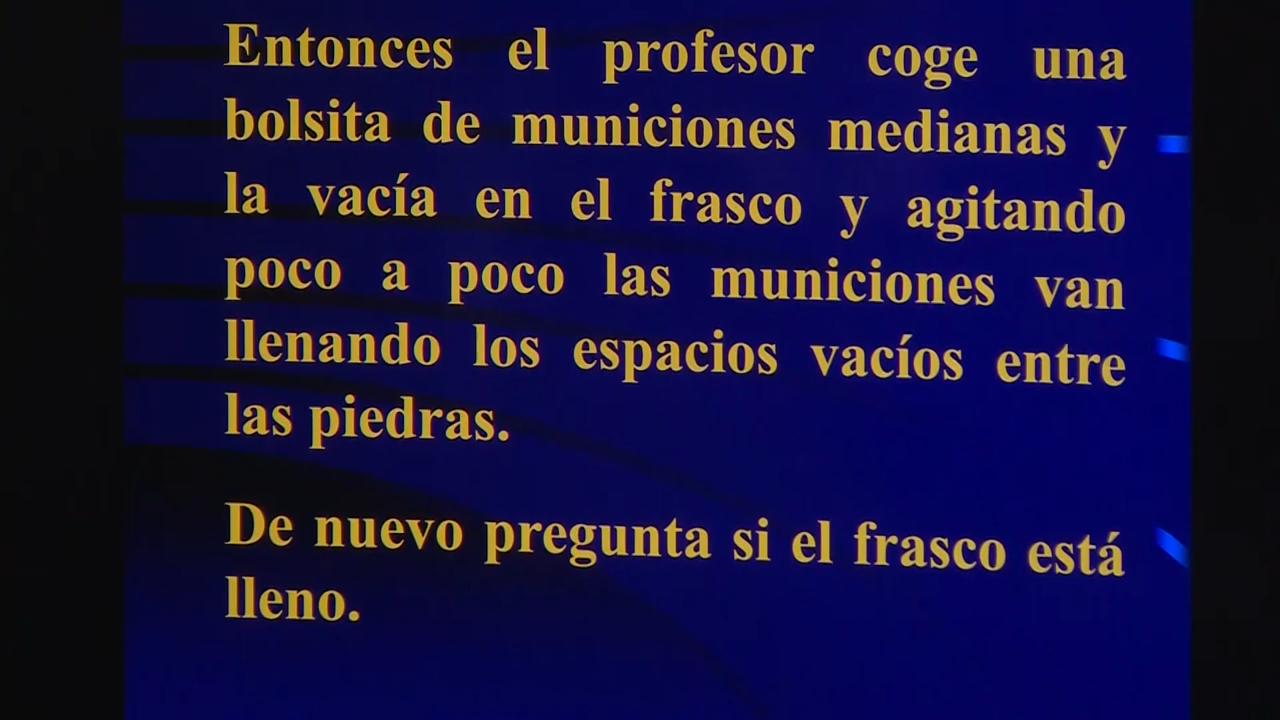 Entonces el profesor coge una
bolsita de municiones medianas y
la vacía en el frasco y agitando
poco a poco las municiones van
llenando los espacios vacíos entre
las piedras.
De nuevo pregunta si el frasco está
lleno.